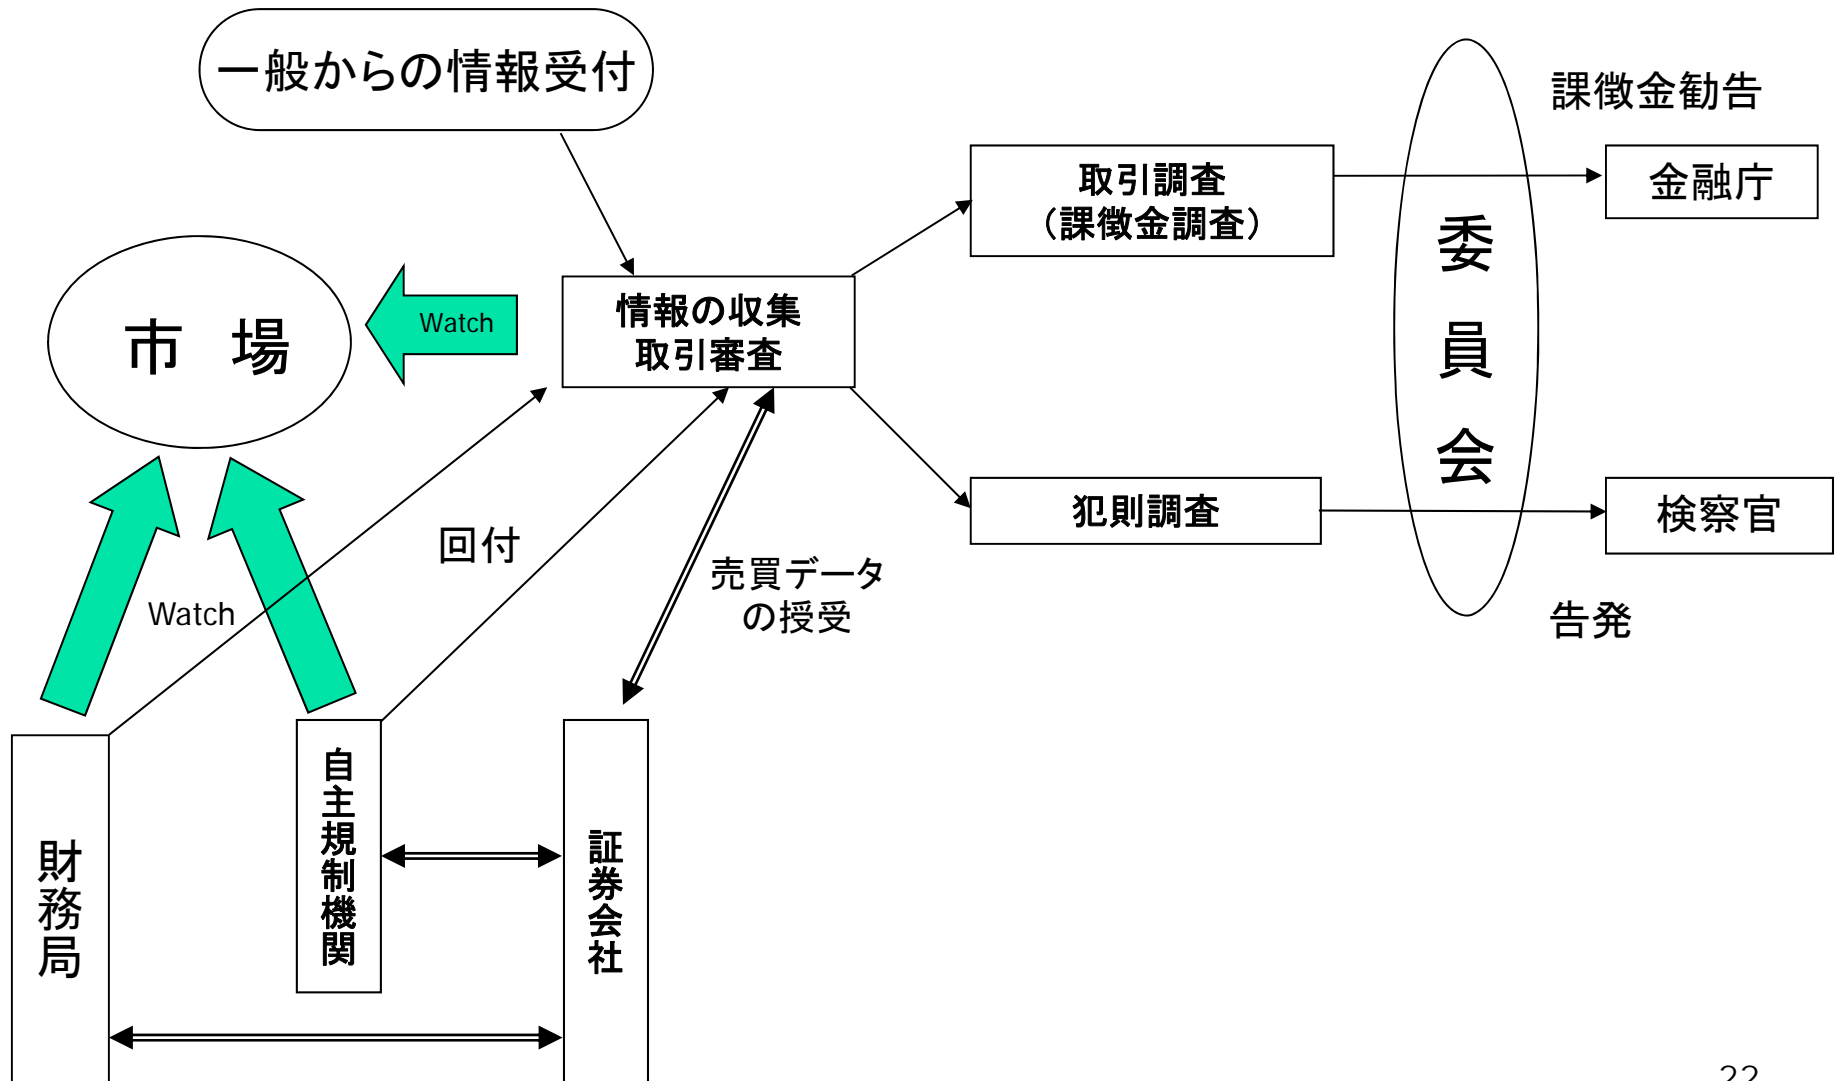 一般からの情報受付
課徴金勧告
取引調査
（課徴金調査）
金融庁
委員会
市 場
Watch
情報の収集
取引審査
犯則調査
検察官
回付
売買データ
の授受
Watch
告発
財務局
自主規制機関
証券会社
22